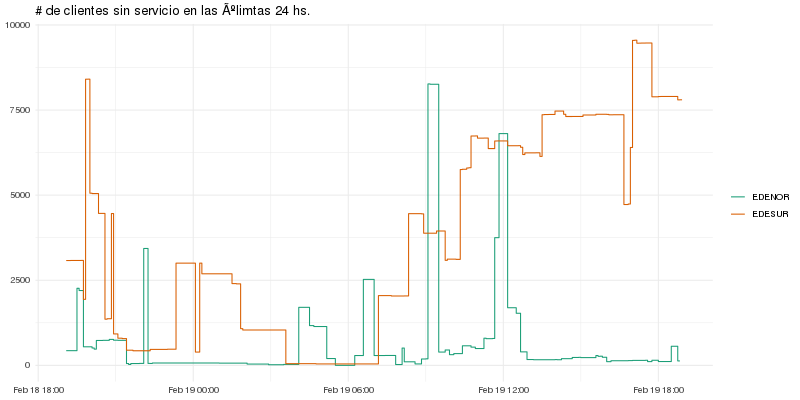 # de clientes sin servicio en las Ãºlimtas 24 hs.
10000
7500
5000
2500
0
EDENOR
EDESUR
Feb 18 18:00
Feb 19 00:00
Feb 19 06:00
Feb 19 12:00
Feb 19 18:00